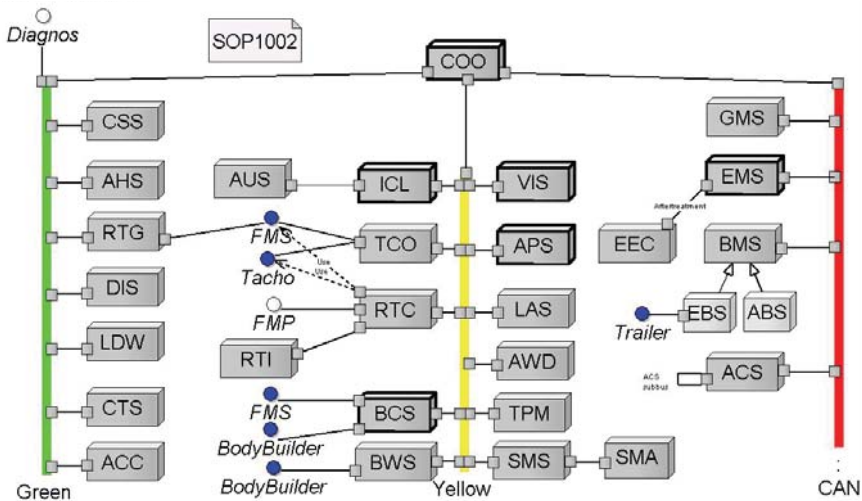 Diagnos
SOP1002
COO
CSS
GMS
AHS
AUS
ICL
VIS
EMS
Aftertreatment
RTG
FMS
TCO
APS
EEC
BMS
Use
Use
Tacho
DIS
RTC
LAS
EBS
ABS
FMP
Trailer
LDW
RTI
AWD
ACS
subbus
ACS
CTS
FMS
BCS
TPM
BodyBuilder
ACC
BWS
SMS
SMA
Green
BodyBuilder
Yellow
CAN